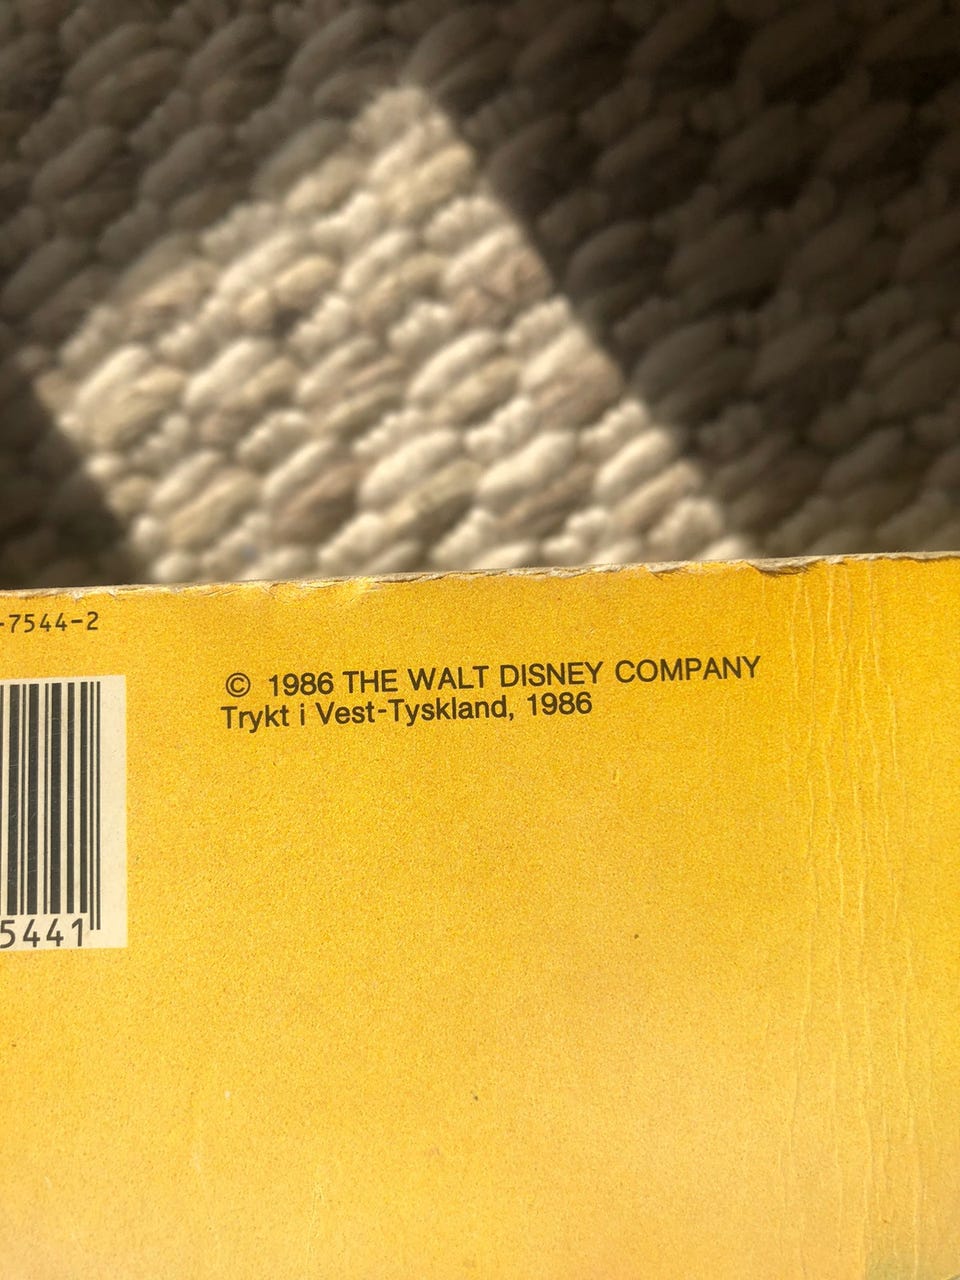 -7544-2
© 1986 THE WALT DISNEY COMPANY
Trykt i Vest-Tyskland, 1986
5441